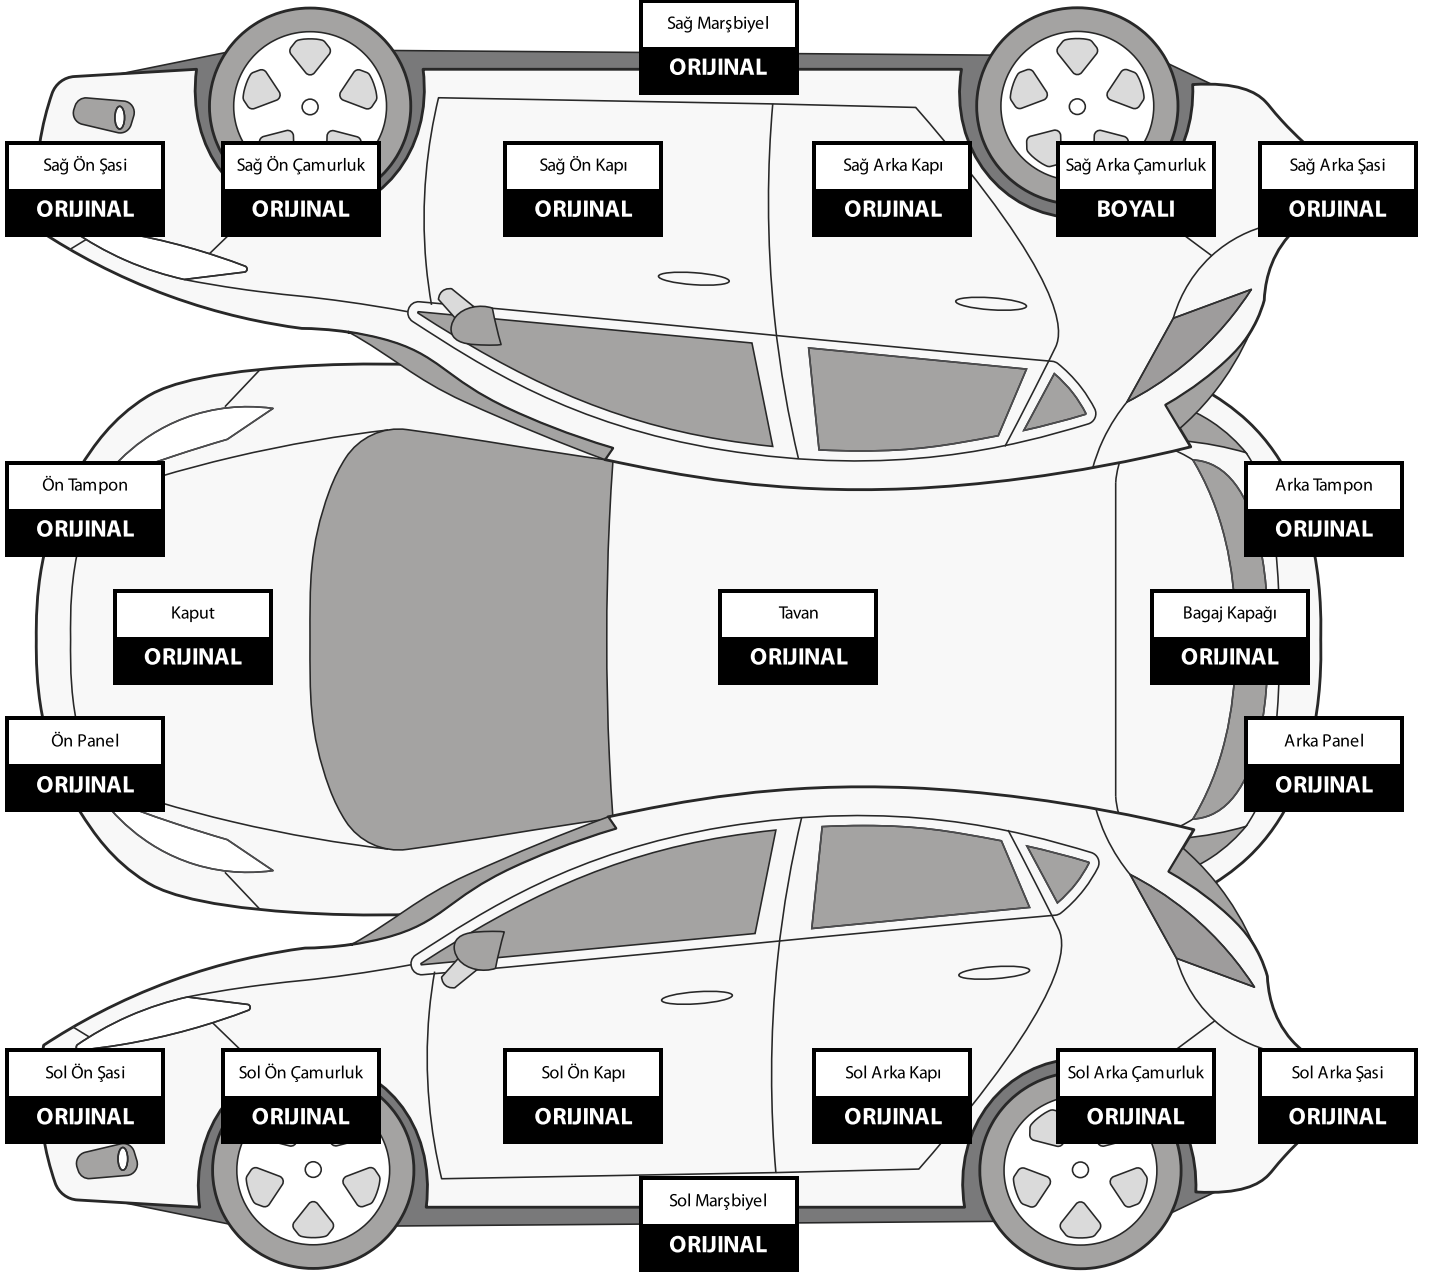 Sağ Marşbiyel
ORIJINAL
Sağ Ön Şasi
ORIJINAL
Sağ Ön Çamurluk
ORIJINAL
Sağ Ön Kapı
ORIJINAL
Sağ Arka Kapı
ORIJINAL
Sağ Arka Çamurluk
BOYALI
Sağ Arka Şasi
ORIJINAL
Ön Tampon
ORIJINAL
Arka Tampon
ORIJINAL
Kaput
ORIJINAL
Tavan
ORIJINAL
Bagaj Kapağı
ORIJINAL
Ön Panel
ORIJINAL
Arka Panel
ORIJINAL
Sol Ön Şasi
ORIJINAL
Sol Ön Çamurluk
ORIJINAL
Sol Ön Kapı
ORIJINAL
Sol Arka Kapı
ORIJINAL
Sol Arka Çamurluk
ORIJINAL
Sol Arka Şasi
ORIJINAL
Sol Marşbiyel
ORIJINAL